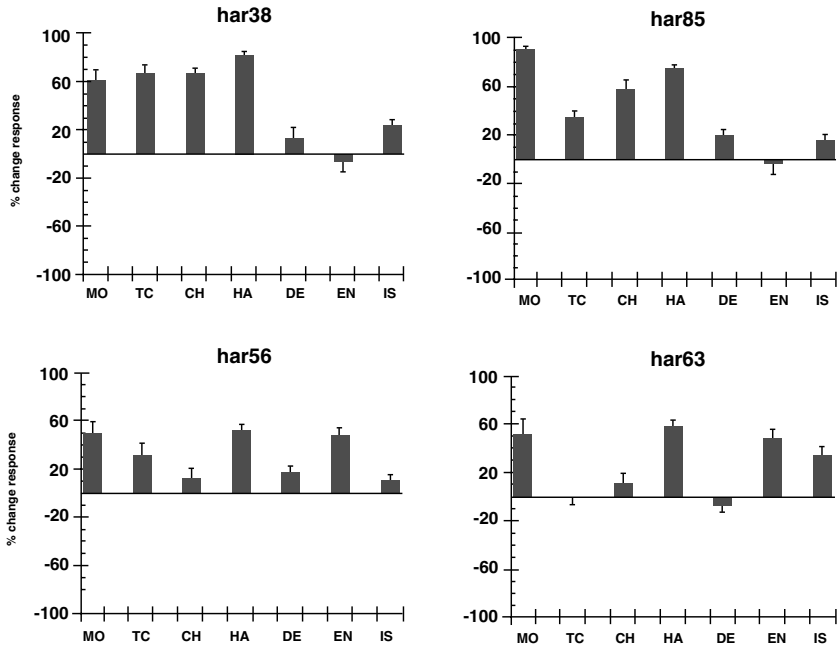 har38
% change response
100
60
20
-20
-60
-100
MO TC CH HA DE EN IS
har85
100
60
20
-20
-60
-100
MO TC CH HA DE EN IS
har56
% change response
100
60
20
-20
-60
-100
MO TC CH HA DE EN IS
har63
100
60
20
-20
-60
-100
MO TC CH HA DE EN IS